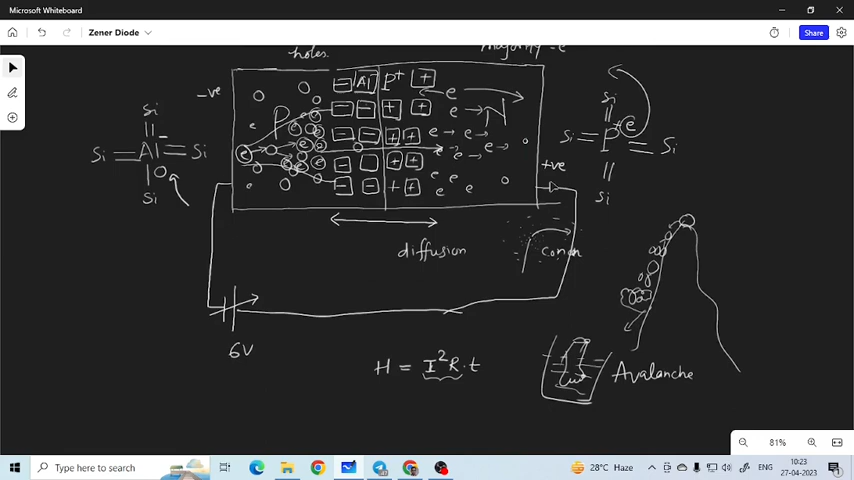 Microsoft Whiteboard
Zener Diode
Share
holes
majority -e
-ve
Al P+
Si
Si Al Si
Si
P
N
e
Si
Si P+ e Si
Si
+ve
diffusion
6V
H = I²R.t
Avalanche
81%
Type here to search
28°C Haze
ENG
10:23
27-04-2023